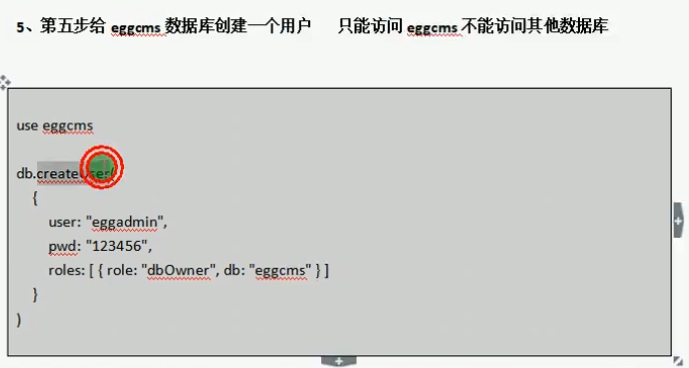 5、第五步给 eggcms 数据库创建一个用户 只能访问 eggcms 不能访问其他数据库
use eggcms
db.createUser(
{
user: "eggadmin",
pwd: "123456",
roles: [ { role: "dbOwner", db: "eggcms" } ]
}
)